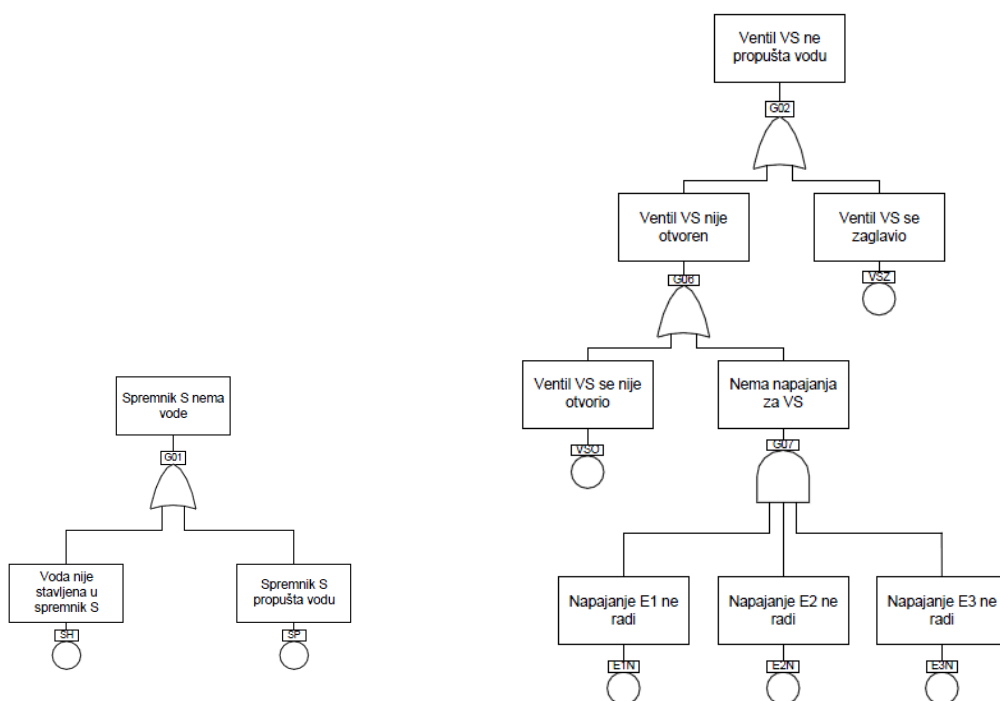 Ventil VS ne
propušta vodu
G02
Ventil VS nije
otvoren
Ventil VS se
zaglavio
G06
VSZ
Ventil VS se nije
otvorio
Nema napajanja
za VS
VSO
G07
Spremnik S nema
vode
G01
Voda nije
stavljena u
spremnik S
Spremnik S
propušta vodu
SH
SP
Napajanje E1 ne
radi
Napajanje E2 ne
radi
Napajanje E3 ne
radi
E1N
E2N
E3N